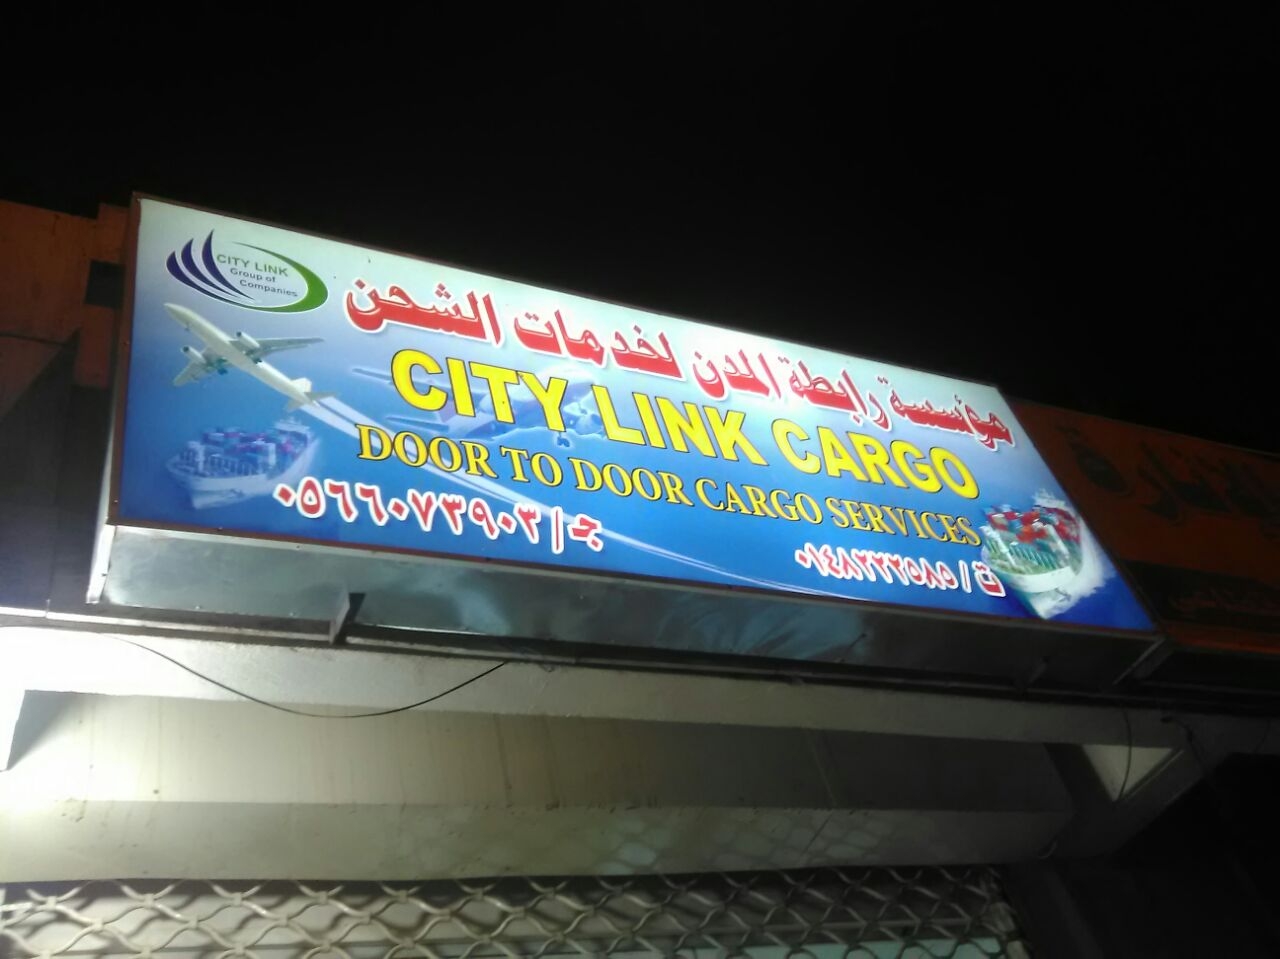 CITY LINK
Group of
Companies
مؤسسة رابطة المدن لخدمات الشحن
CITY LINK CARGO
DOOR TO DOOR CARGO SERVICES
ج / ٠٥٦٦٠٧٣٩٠٣
ت / ٠١٤٨٢٢٢٥٨٥